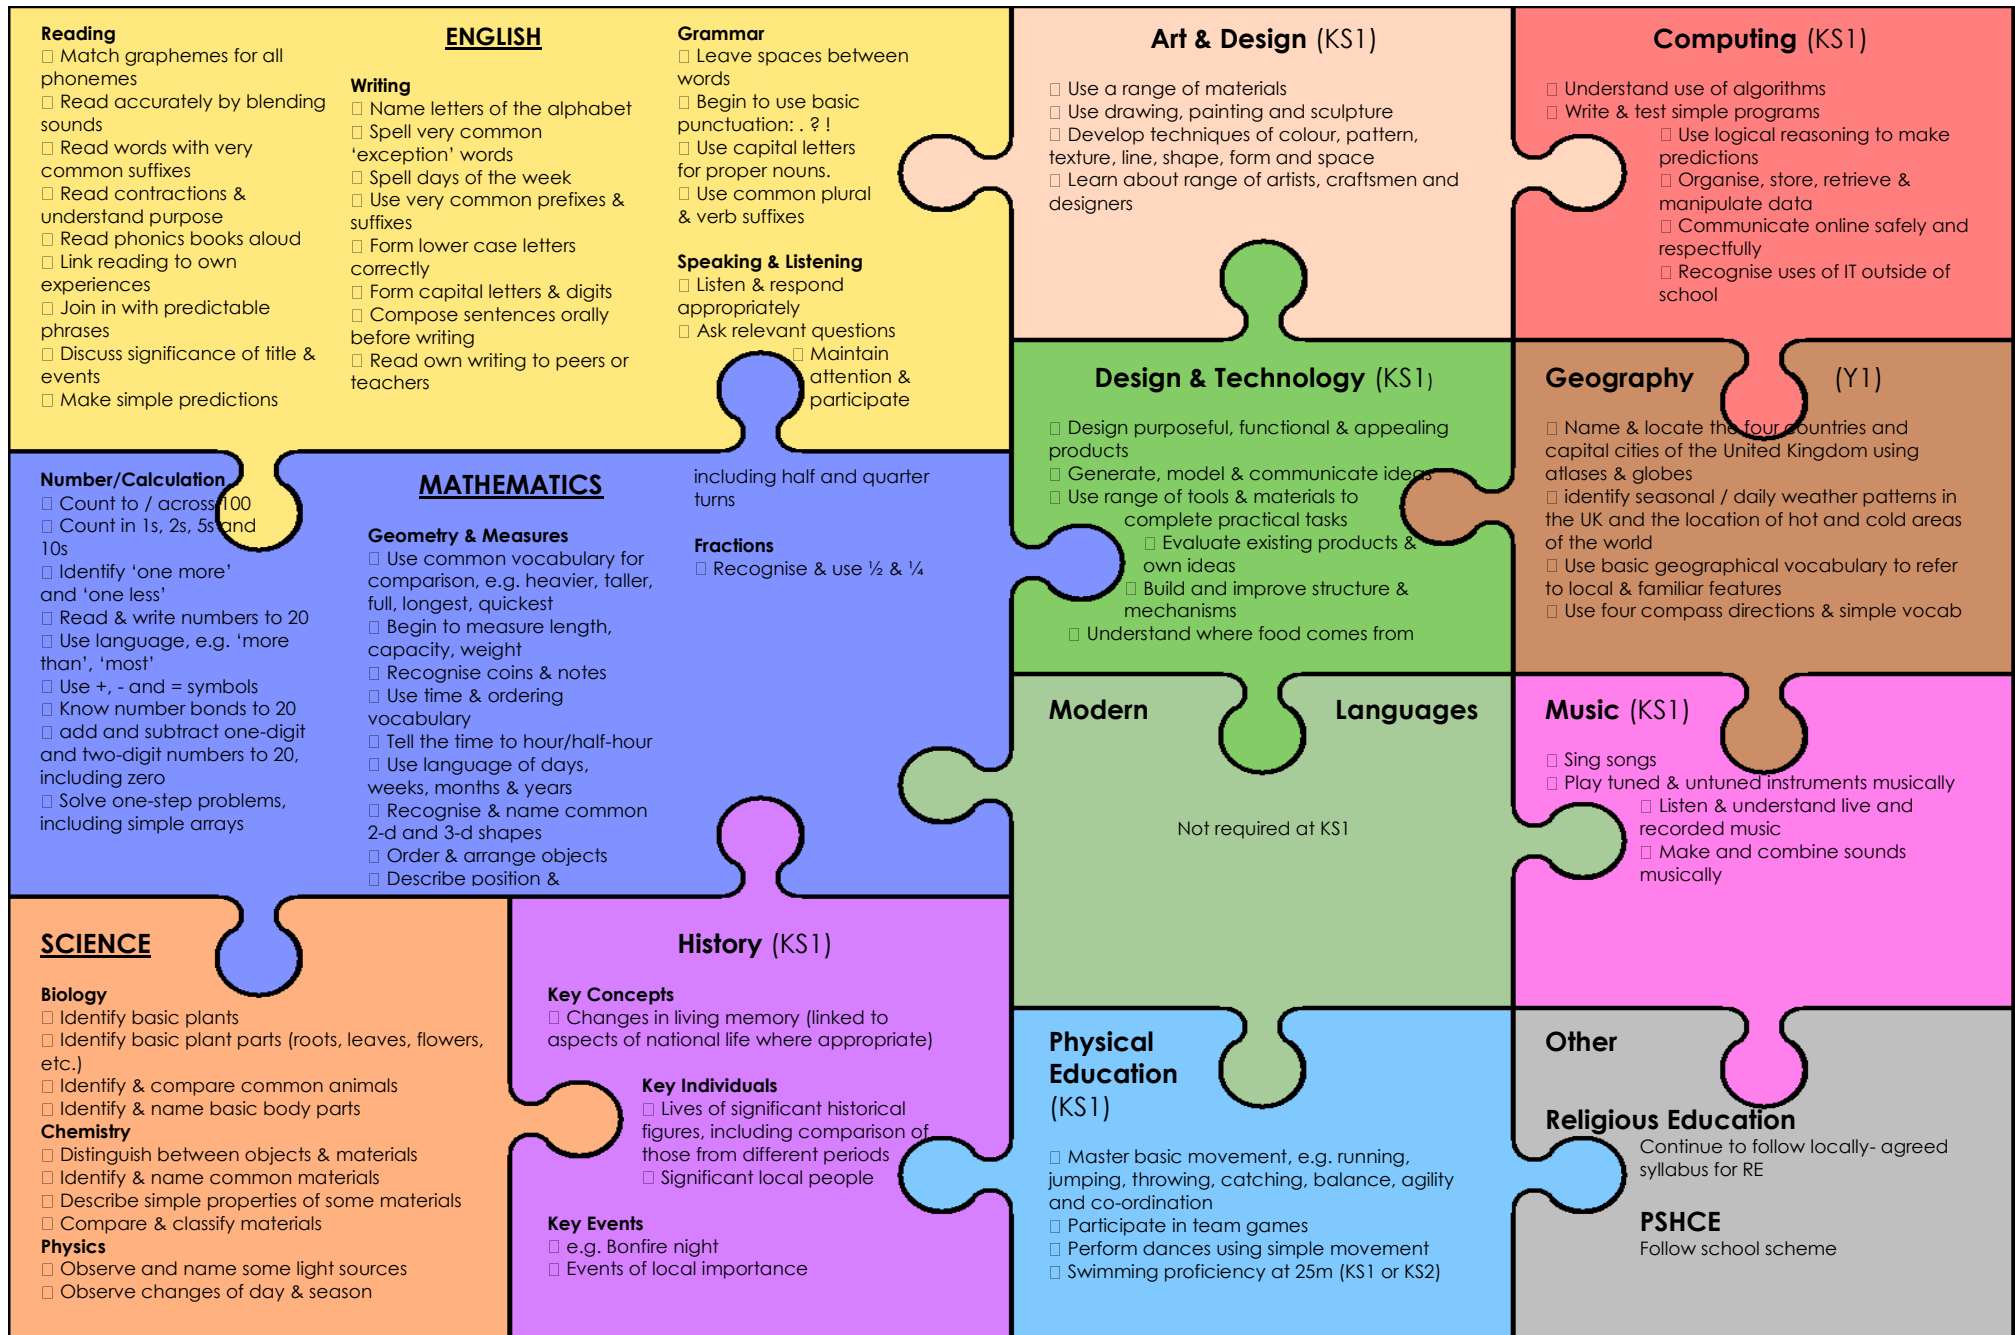 Reading
□ Match graphemes for all
phonemes
□ Read accurately by blending
sounds
□ Read words with very
common suffixes
□ Read contractions &
understand purpose
□ Read phonics books aloud
□ Link reading to own
experiences
□ Join in with predictable
phrases
□ Discuss significance of title &
events
□ Make simple predictions
ENGLISH
Writing
□ Name letters of the alphabet
□ Spell very common
‘exception’ words
□ Spell days of the week
□ Use very common prefixes &
suffixes
□ Form lower case letters
correctly
□ Form capital letters & digits
□ Compose sentences orally
before writing
□ Read own writing to peers or
teachers
Grammar
□ Leave spaces between
words
□ Begin to use basic
punctuation: . ? !
□ Use capital letters
for proper nouns.
□ Use common plural
& verb suffixes
Speaking & Listening
□ Listen & respond
appropriately
□ Ask relevant questions
□ Maintain
attention &
participate
Art & Design (KS1)
□ Use a range of materials
□ Use drawing, painting and sculpture
□ Develop techniques of colour, pattern,
texture, line, shape, form and space
□ Learn about range of artists, craftsmen and
designers
Computing (KS1)
□ Understand use of algorithms
□ Write & test simple programs
□ Use logical reasoning to make
predictions
□ Organise, store, retrieve &
manipulate data
□ Communicate online safely and
respectfully
□ Recognise uses of IT outside of
school
Number/Calculation
□ Count to / across 100
□ Count in 1s, 2s, 5s and
10s
□ Identify ‘one more’
and ‘one less’
□ Read & write numbers to 20
□ Use language, e.g. ‘more
than’, ‘most’
□ Use +, - and = symbols
□ Know number bonds to 20
□ add and subtract one-digit
and two-digit numbers to 20,
including zero
□ Solve one-step problems,
including simple arrays
MATHEMATICS
Geometry & Measures
□ Use common vocabulary for
comparison, e.g. heavier, taller,
full, longest, quickest
□ Begin to measure length,
capacity, weight
□ Recognise coins & notes
□ Use time & ordering
vocabulary
□ Tell the time to hour/half-hour
□ Use language of days,
weeks, months & years
□ Recognise & name common
2-d and 3-d shapes
□ Order & arrange objects
□ Describe position &
including half and quarter
turns
Fractions
□ Recognise & use ½ & ¼
Design & Technology (KS1)
□ Design purposeful, functional & appealing
products
□ Generate, model & communicate ideas
□ Use range of tools & materials to
complete practical tasks
□ Evaluate existing products &
own ideas
□ Build and improve structure &
mechanisms
□ Understand where food comes from
Geography (Y1)
□ Name & locate the four countries and
capital cities of the United Kingdom using
atlases & globes
□ identify seasonal / daily weather patterns in
the UK and the location of hot and cold areas
of the world
□ Use basic geographical vocabulary to refer
to local & familiar features
□ Use four compass directions & simple vocab
Modern Languages
Not required at KS1
Music (KS1)
□ Sing songs
□ Play tuned & untuned instruments musically
□ Listen & understand live and
recorded music
□ Make and combine sounds
musically
SCIENCE
Biology
□ Identify basic plants
□ Identify basic plant parts (roots, leaves, flowers,
etc.)
□ Identify & compare common animals
□ Identify & name basic body parts
Chemistry
□ Distinguish between objects & materials
□ Identify & name common materials
□ Describe simple properties of some materials
□ Compare & classify materials
Physics
□ Observe and name some light sources
□ Observe changes of day & season
History (KS1)
Key Concepts
□ Changes in living memory (linked to
aspects of national life where appropriate)
Key Individuals
□ Lives of significant historical
figures, including comparison of
those from different periods
□ Significant local people
Key Events
□ e.g. Bonfire night
□ Events of local importance
Physical
Education
(KS1)
□ Master basic movement, e.g. running,
jumping, throwing, catching, balance, agility
and co-ordination
□ Participate in team games
□ Perform dances using simple movement
□ Swimming proficiency at 25m (KS1 or KS2)
Other
Religious Education
Continue to follow locally- agreed
syllabus for RE
PSHCE
Follow school scheme